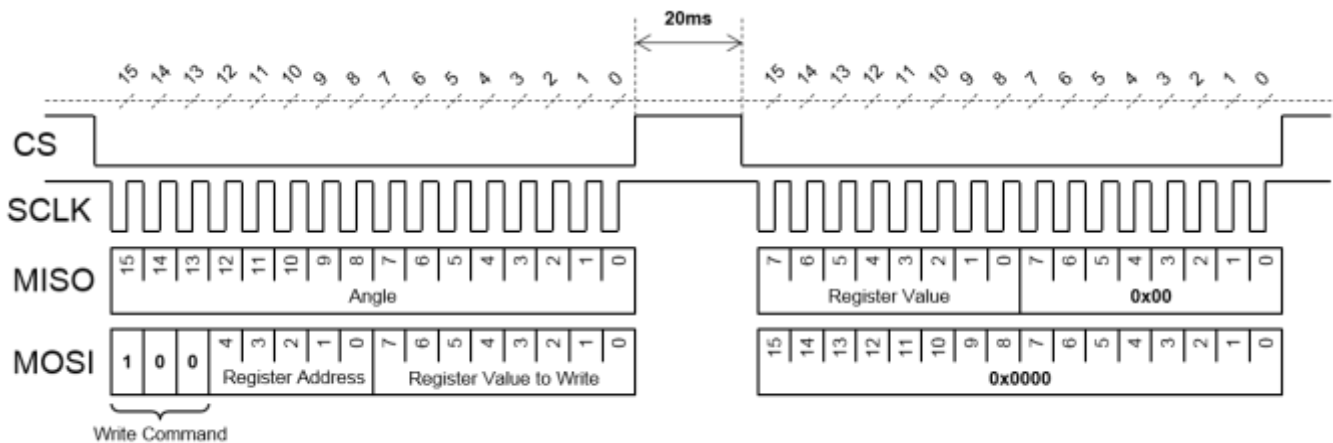 20ms
15 14 13 12 11 10 9 8 7 6 5 4 3 2 1 0 15 14 13 12 11 10 9 8 7 6 5 4 3 2 1 0
CS
SCLK
MISO 15 14 13 12 11 10 9 8 7 6 5 4 3 2 1 0 7 6 5 4 3 2 1 0 7 6 5 4 3 2 1 0
Angle Register Value 0x00
MOSI 1 0 0 4 3 2 1 0 7 6 5 4 3 2 1 0 15 14 13 12 11 10 9 8 7 6 5 4 3 2 1 0
Register Address Register Value to Write 0x0000
Write Command